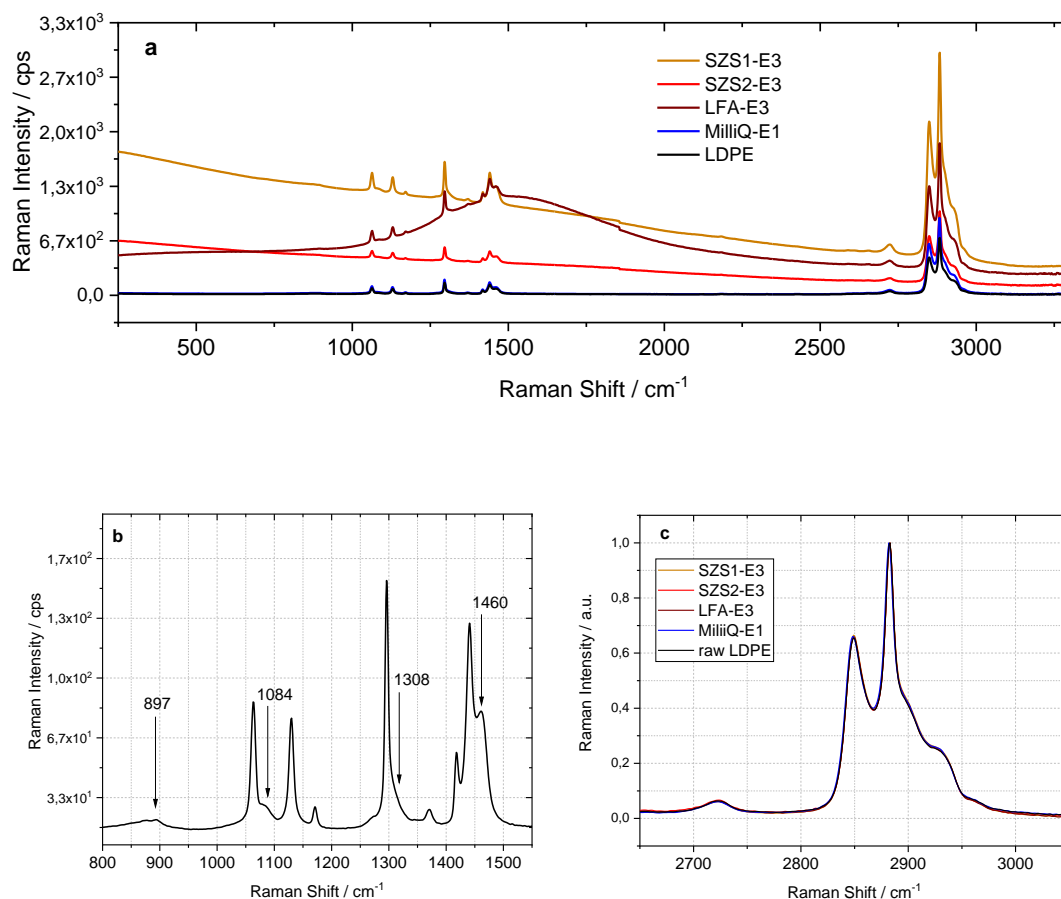 a
3,3x10³
2,7x10³
2,0x10³
1,3x10³
6,7x10²
0,0
Raman Intensity / cps
SZS1-E3
SZS2-E3
LFA-E3
MilliQ-E1
LDPE
500 1000 1500 2000 2500 3000
Raman Shift / cm⁻¹
b
1,7x10²
1,3x10²
1,0x10²
6,7x10¹
3,3x10¹
Raman Intensity / cps
897
1084
1308
1460
800 900 1000 1100 1200 1300 1400 1500
Raman Shift / cm⁻¹
c
1,0
0,8
0,6
0,4
0,2
0,0
Raman Intensity / a.u.
SZS1-E3
SZS2-E3
LFA-E3
MiliiQ-E1
raw LDPE
2700 2800 2900 3000
Raman Shift / cm⁻¹